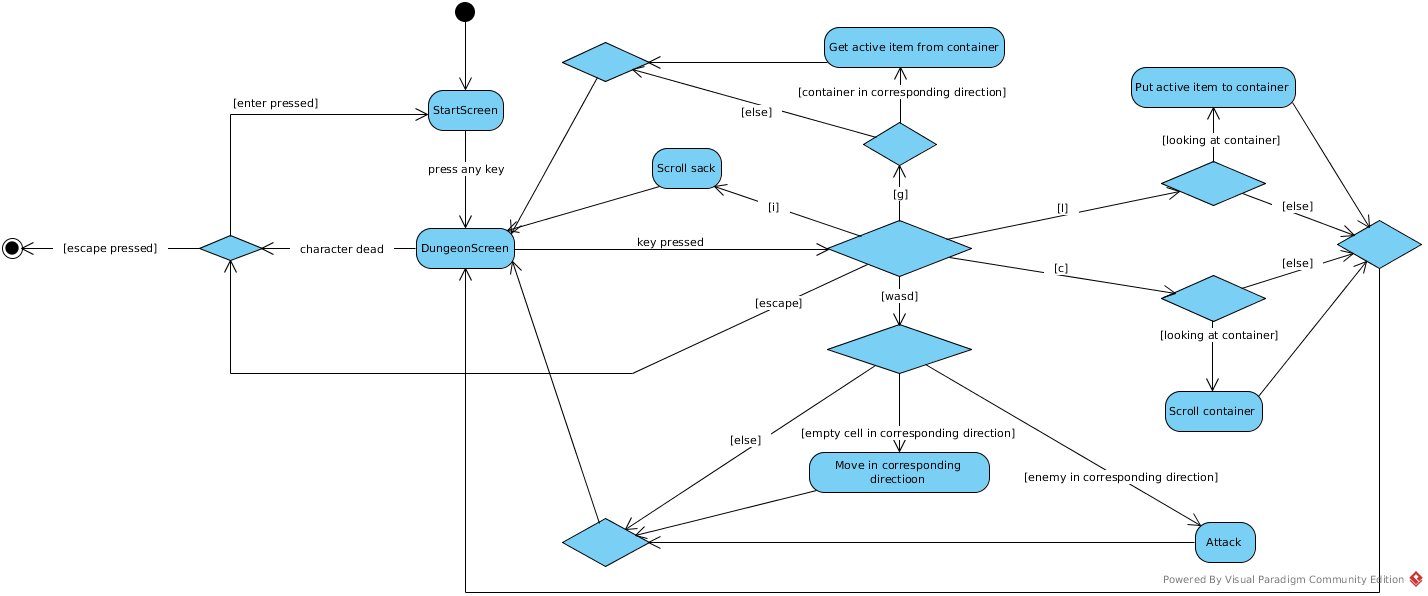 Get active item from container
[enter pressed]
StartScreen
[container in corresponding direction]
Put active item to container
[else]
[looking at container]
press any key
Scroll sack
[i]
[g]
[l]
[else]
[escape pressed]
character dead
DungeonScreen
key pressed
[c]
[else]
[escape]
[wasd]
[looking at container]
Scroll container
[else]
[empty cell in corresponding direction]
Move in corresponding
directioon
[enemy in corresponding direction]
Attack
Powered By Visual Paradigm Community Edition